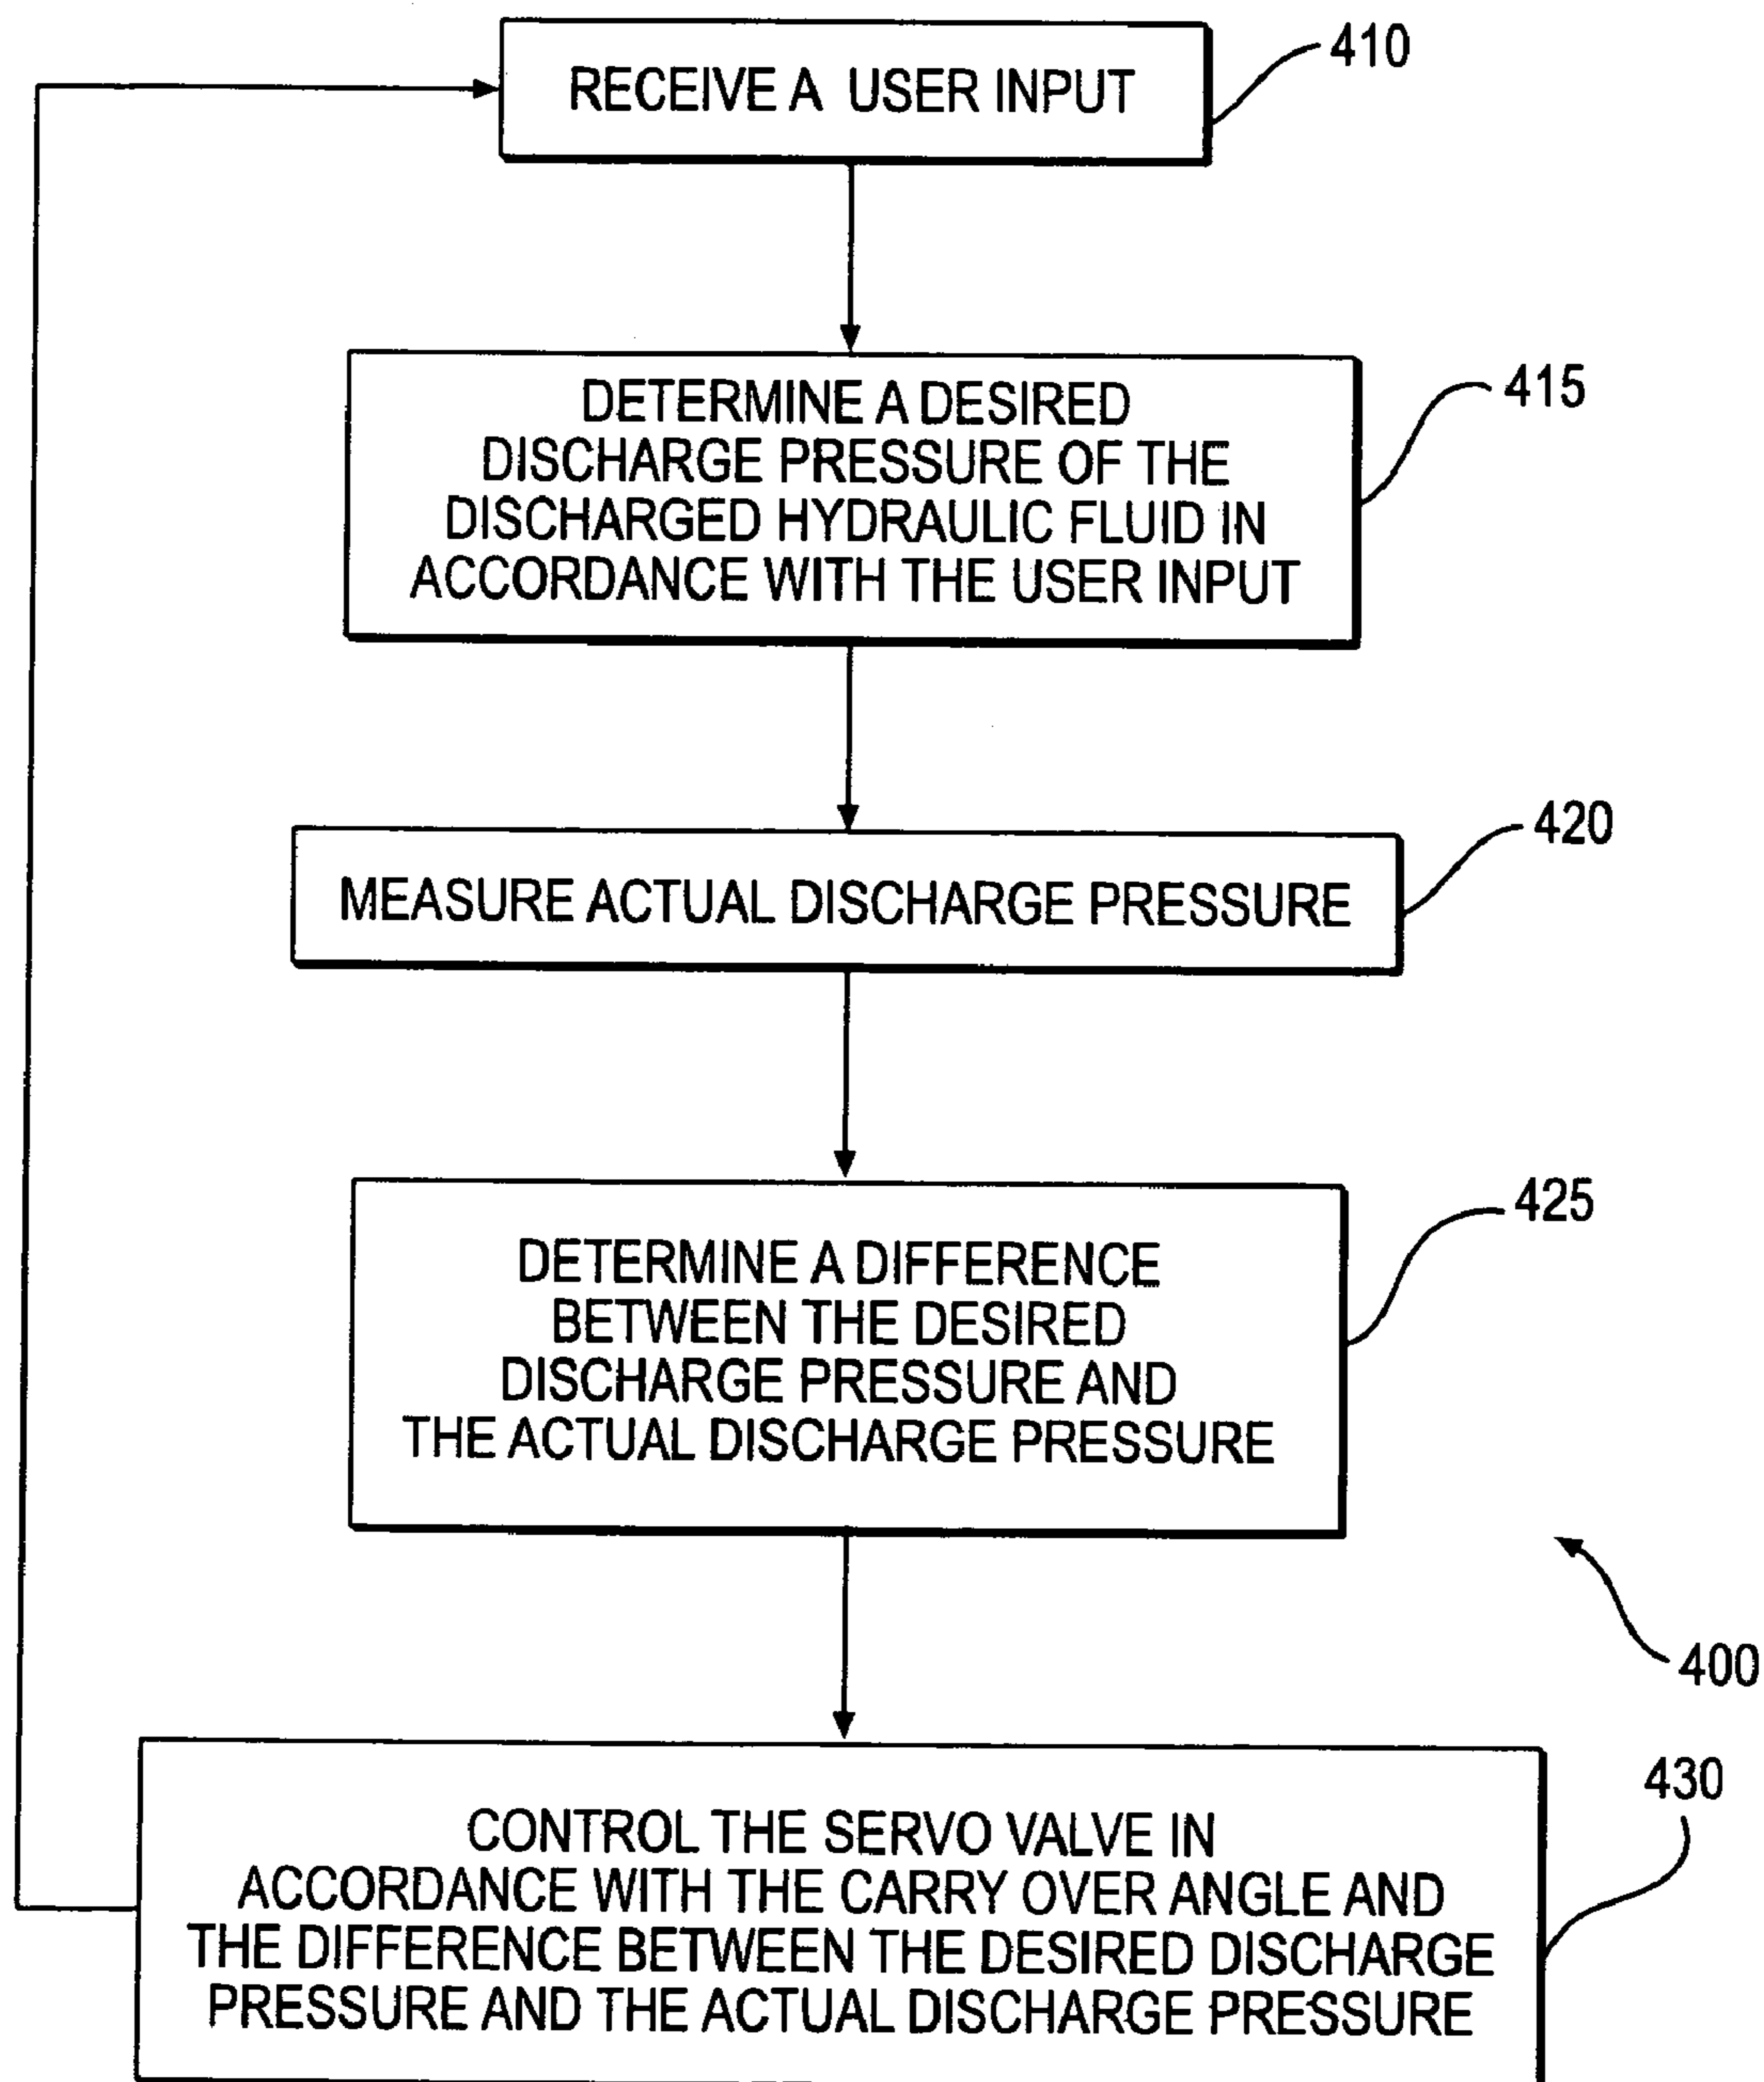 RECEIVE A USER INPUT
410
DETERMINE A DESIRED
DISCHARGE PRESSURE OF THE
DISCHARGED HYDRAULIC FLUID IN
ACCORDANCE WITH THE USER INPUT
415
MEASURE ACTUAL DISCHARGE PRESSURE
420
DETERMINE A DIFFERENCE
BETWEEN THE DESIRED
DISCHARGE PRESSURE AND
THE ACTUAL DISCHARGE PRESSURE
425
400
CONTROL THE SERVO VALVE IN
ACCORDANCE WITH THE CARRY OVER ANGLE AND
THE DIFFERENCE BETWEEN THE DESIRED DISCHARGE
PRESSURE AND THE ACTUAL DISCHARGE PRESSURE
430